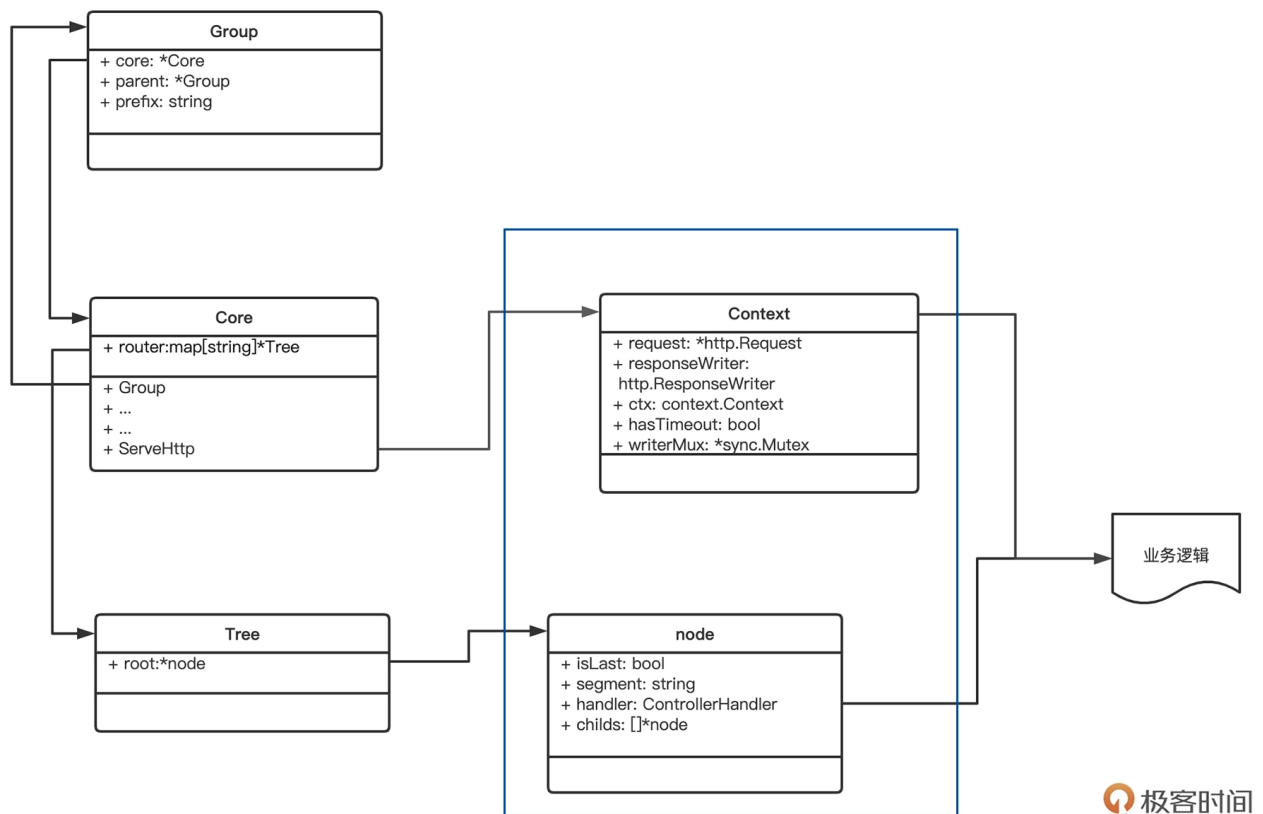 Group
+ core: *Core
+ parent: *Group
+ prefix: string
Core
+ router:map[string]*Tree
+ Group
+ ...
+ ...
+ ServeHttp
Context
+ request: *http.Request
+ responseWriter:
http.ResponseWriter
+ ctx: context.Context
+ hasTimeout: bool
+ writerMux: *sync.Mutex
业务逻辑
Tree
+ root:*node
node
+ isLast: bool
+ segment: string
+ handler: ControllerHandler
+ childs: []*node
极客时间